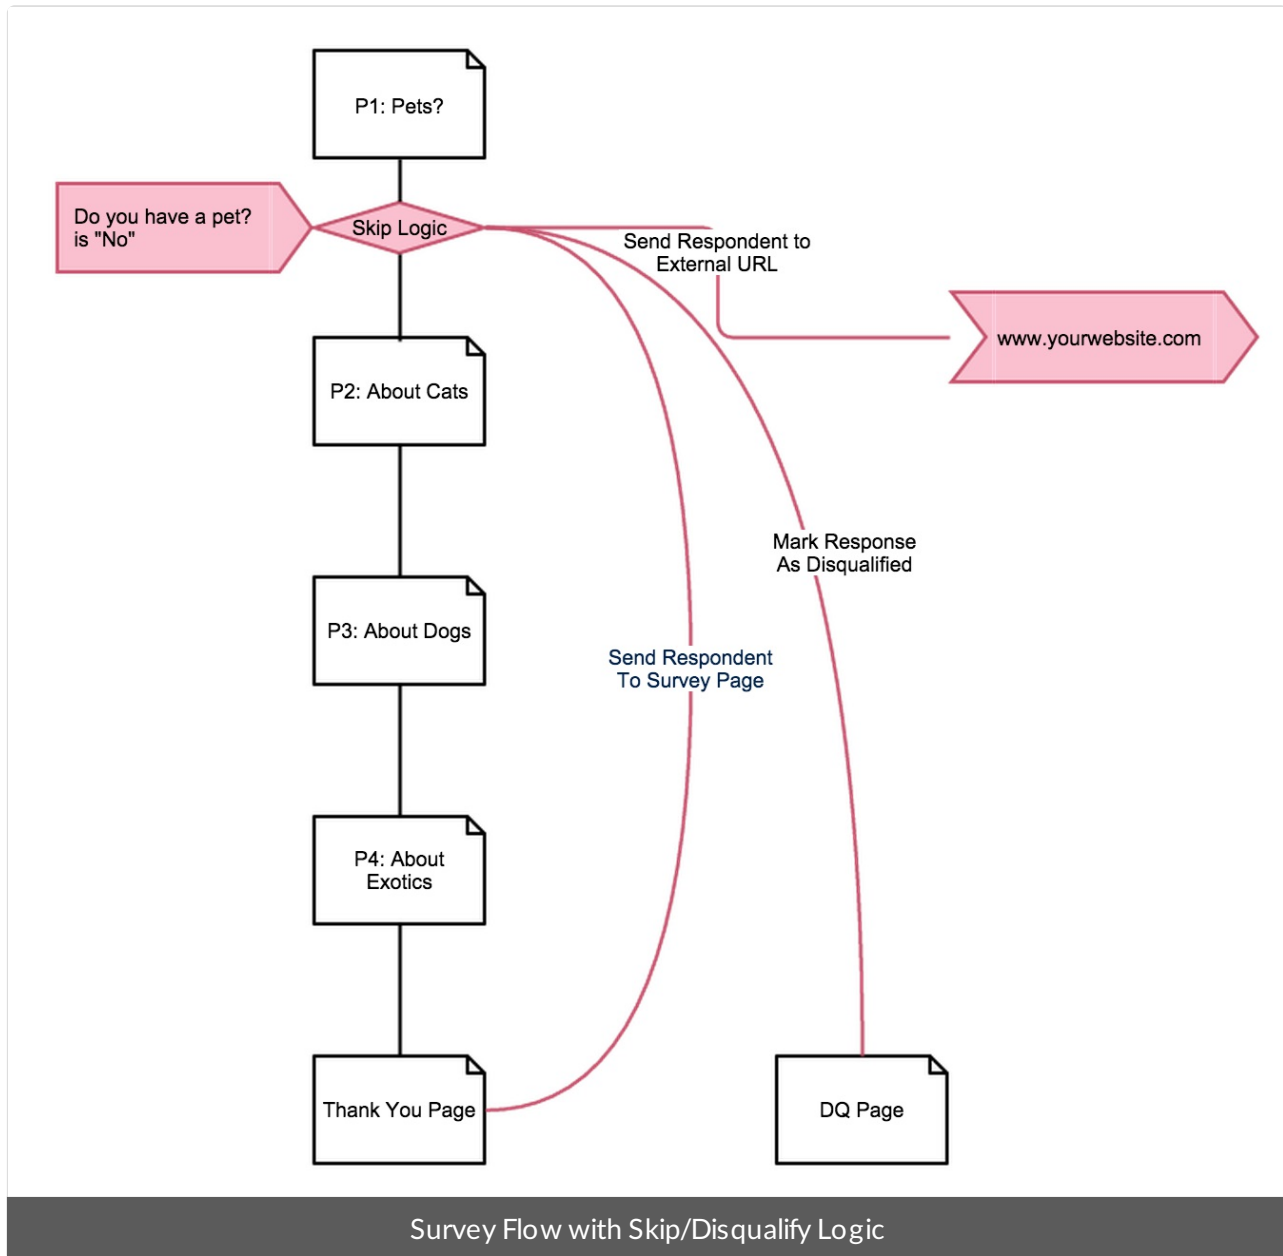 P1: Pets?
Do you have a pet?
is "No"
Skip Logic
Send Respondent to
External URL
www.yourwebsite.com
P2: About Cats
Mark Response
As Disqualified
P3: About Dogs
Send Respondent
To Survey Page
P4: About
Exotics
Thank You Page
DQ Page
Survey Flow with Skip/Disqualify Logic